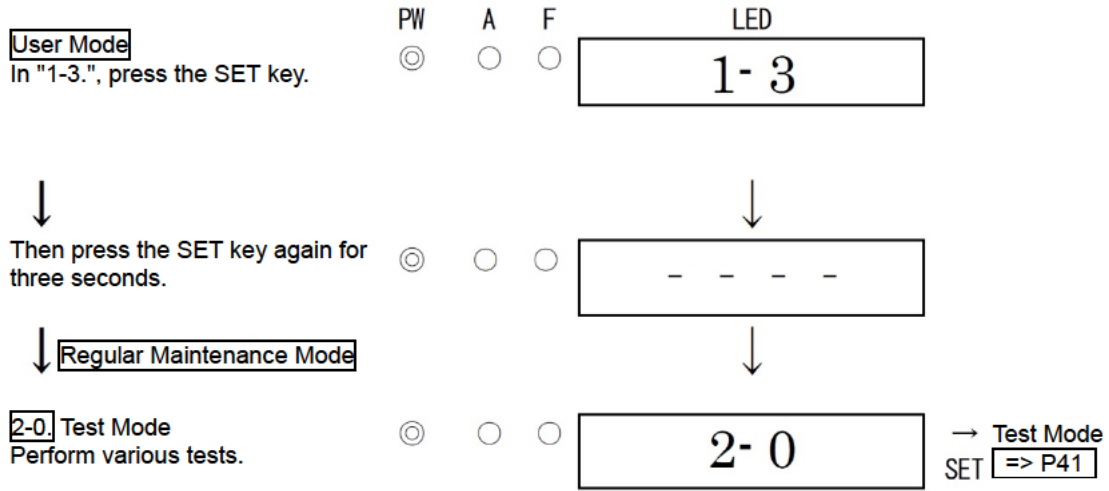 PW A F LED
User Mode
In "1-3.", press the SET key.
1- 3
Then press the SET key again for
three seconds.
- - - -
Regular Maintenance Mode
2-0. Test Mode
Perform various tests.
2- 0
→ Test Mode
SET => P41